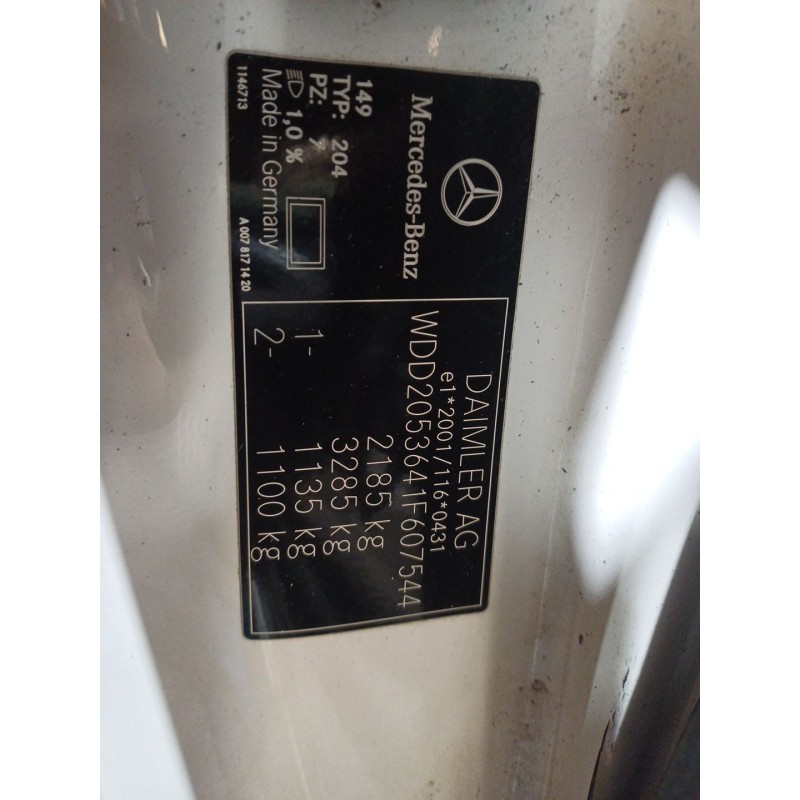 Mercedes-Benz
149
TYP: 204
PZ: 7
1,0 %
Made in Germany
1146713
A 007 817 14 20
DAIMLER AG
e1*2001/116*0431
WDD2053641F607544
2185 kg
3285 kg
1- 1135 kg
2- 1100 kg